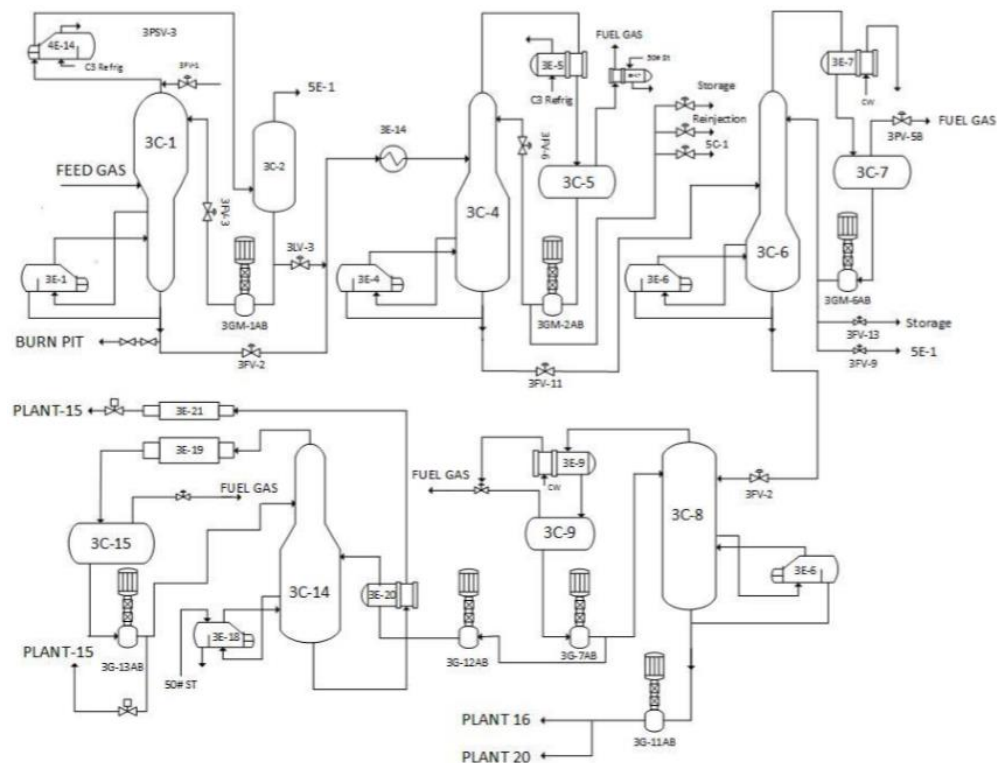 3PSV-3
4E-14
C3 Refrig
3FV-1
5E-1
3C-1
3C-2
FEED GAS
3FV-3
3LV-3
3E-1
3GM-1AB
BURN PIT
3FV-2
3E-14
FUEL GAS
50# ST
3E-5
C3 Refrig
3FV-6
Storage
Reinjection
5C-1
3C-5
3C-4
3E-4
3GM-2AB
3FV-11
3E-7
CW
FUEL GAS
3PV-5B
3C-7
3C-6
3E-6
3GM-6AB
Storage
3FV-13
5E-1
3FV-9
PLANT-15
3E-21
3E-19
FUEL GAS
3C-15
3C-14
3E-20
3E-18
3G-13AB
PLANT-15
50# ST
3G-12AB
3E-9
FUEL GAS
CW
3C-9
3G-7AB
3C-8
3FV-2
3E-6
PLANT 16
3G-11AB
PLANT 20